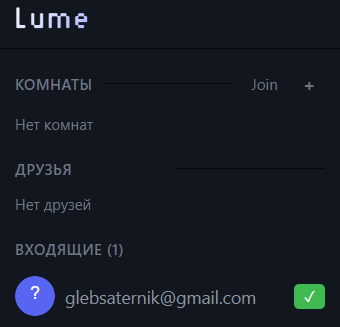 Lume
КОМНАТЫ Join +
Нет комнат
ДРУЗЬЯ
Нет друзей
ВХОДЯЩИЕ (1)
? glebsaternik@gmail.com ✓